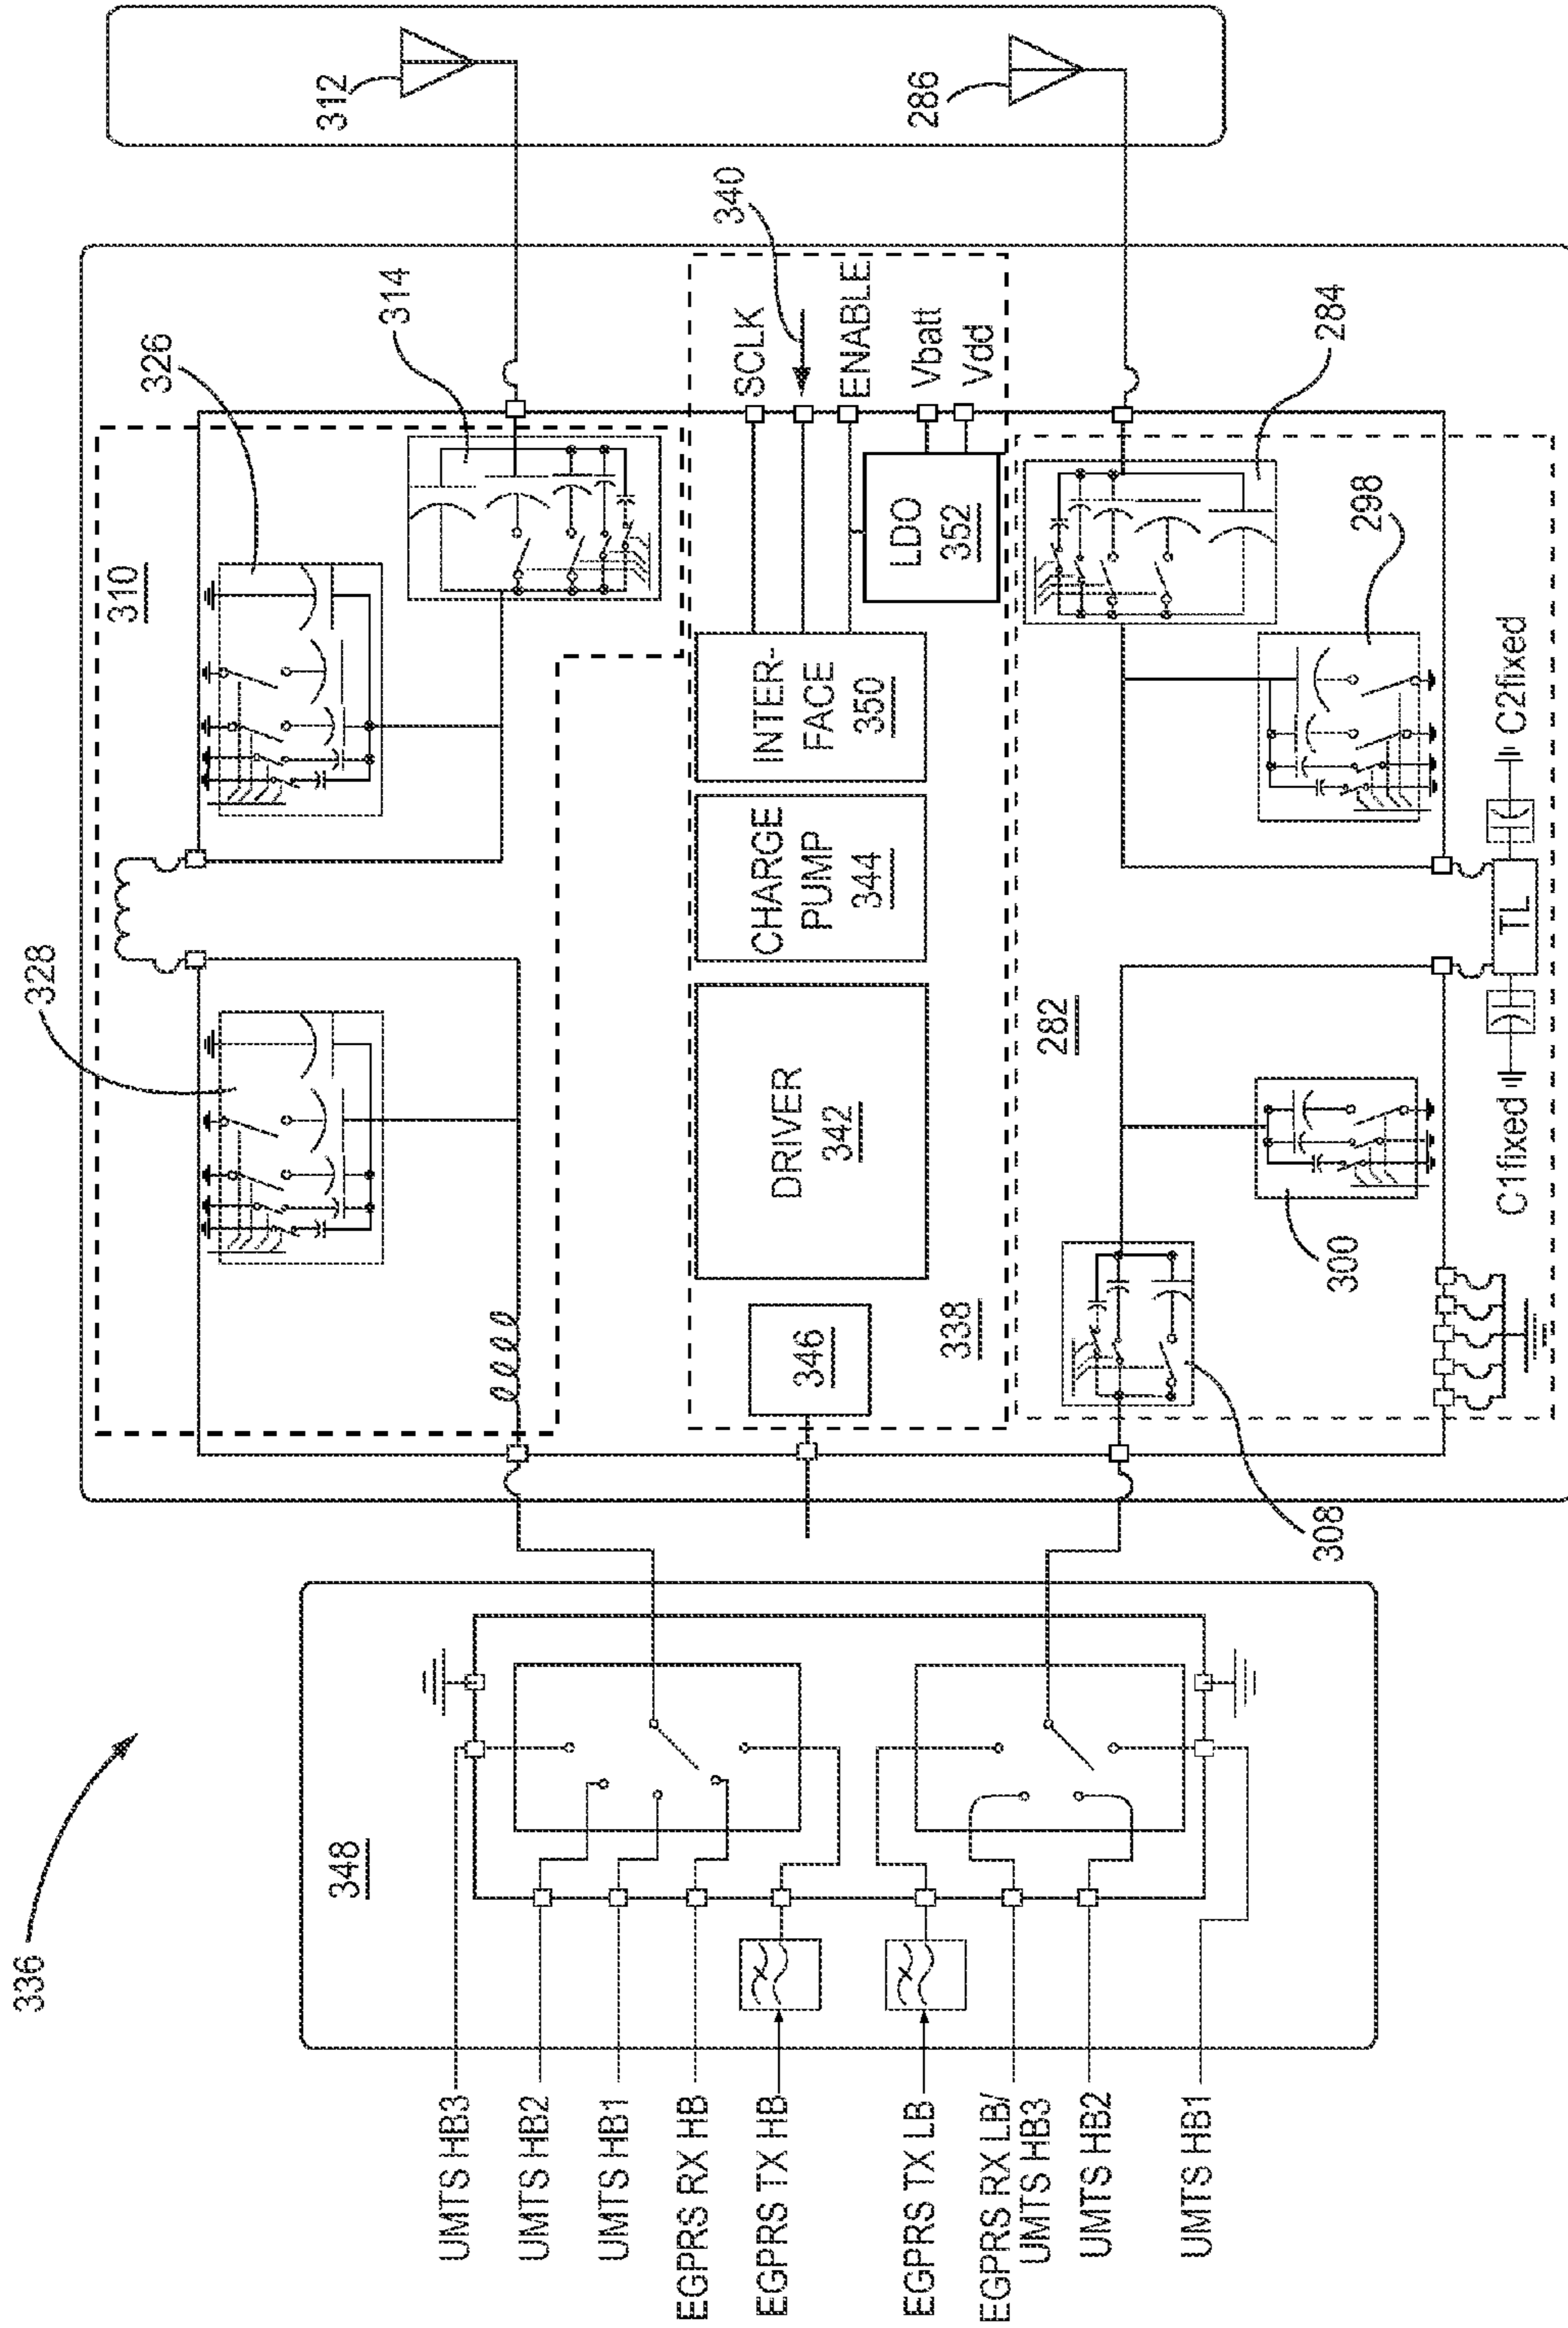 336
348
UMTS HB3
UMTS HB2
UMTS HB1
EGPRS RX HB
EGPRS TX HB
EGPRS TX LB
EGPRS RX LB/
UMTS HB3
UMTS HB2
UMTS HB1
328
310
326
314
312
346
338
DRIVER
342
CHARGE
PUMP
344
INTER-
FACE
350
LDO
352
SCLK
340
ENABLE
Vbatt
Vdd
286
282
284
298
308
300
C1fixed
TL
C2fixed